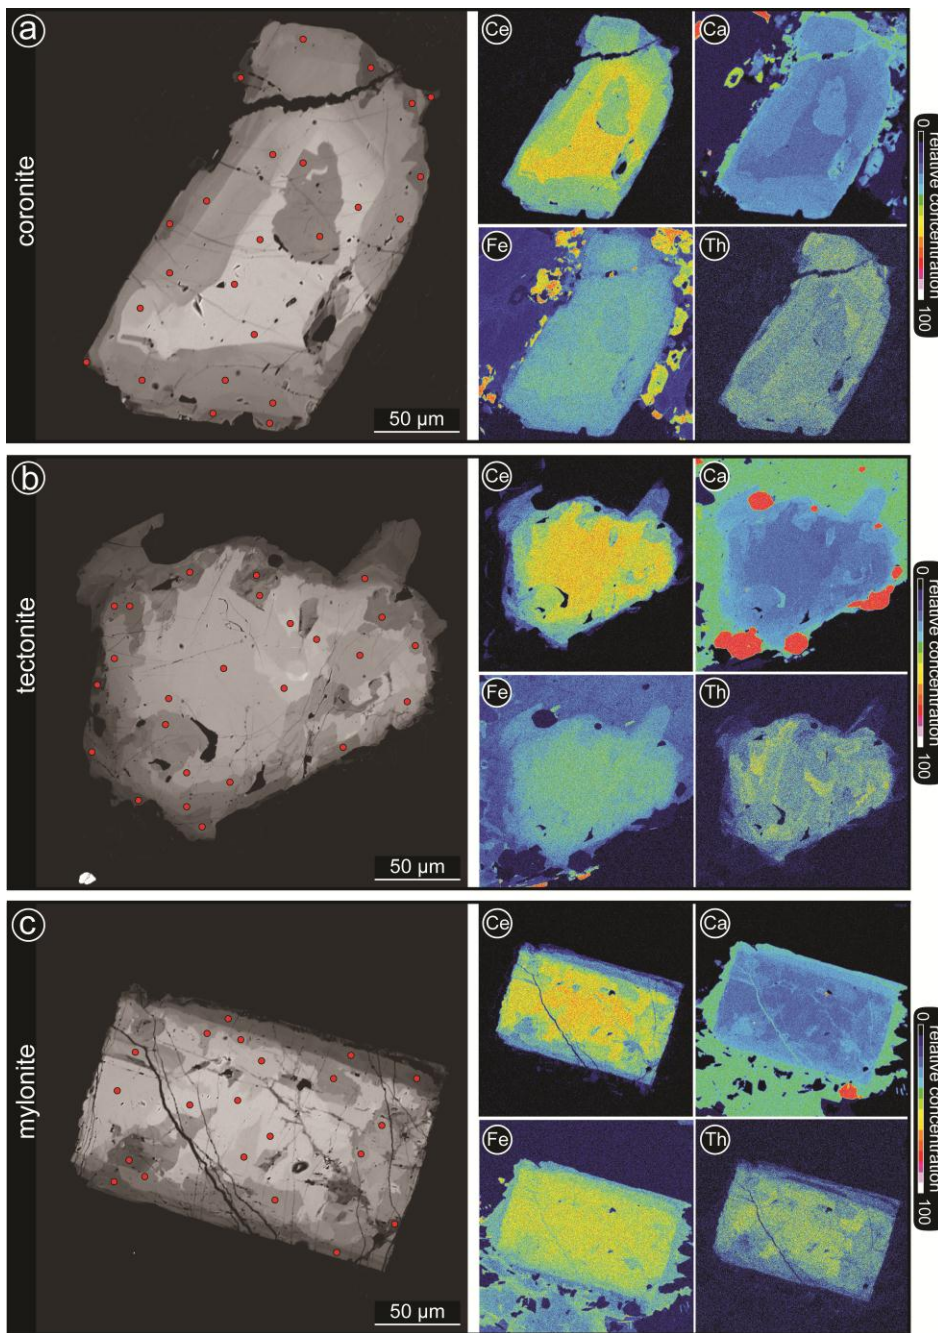 a
coronite
50 µm
Ce
Ca
Fe
Th
0
relative concentration
100
b
tectonite
50 µm
Ce
Ca
Fe
Th
0
relative concentration
100
c
mylonite
50 µm
Ce
Ca
Fe
Th
0
relative concentration
100